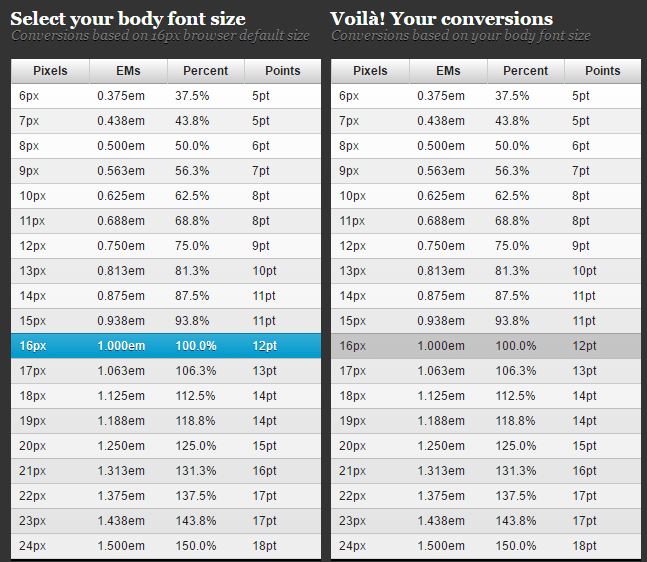 Select your body font size
Conversions based on 16px browser default size
Pixels EMs Percent Points
6px 0.375em 37.5% 5pt
7px 0.438em 43.8% 5pt
8px 0.500em 50.0% 6pt
9px 0.563em 56.3% 7pt
10px 0.625em 62.5% 8pt
11px 0.688em 68.8% 8pt
12px 0.750em 75.0% 9pt
13px 0.813em 81.3% 10pt
14px 0.875em 87.5% 11pt
15px 0.938em 93.8% 11pt
16px 1.000em 100.0% 12pt
17px 1.063em 106.3% 13pt
18px 1.125em 112.5% 14pt
19px 1.188em 118.8% 14pt
20px 1.250em 125.0% 15pt
21px 1.313em 131.3% 16pt
22px 1.375em 137.5% 17pt
23px 1.438em 143.8% 17pt
24px 1.500em 150.0% 18pt
Voilà! Your conversions
Conversions based on your body font size
Pixels EMs Percent Points
6px 0.375em 37.5% 5pt
7px 0.438em 43.8% 5pt
8px 0.500em 50.0% 6pt
9px 0.563em 56.3% 7pt
10px 0.625em 62.5% 8pt
11px 0.688em 68.8% 8pt
12px 0.750em 75.0% 9pt
13px 0.813em 81.3% 10pt
14px 0.875em 87.5% 11pt
15px 0.938em 93.8% 11pt
16px 1.000em 100.0% 12pt
17px 1.063em 106.3% 13pt
18px 1.125em 112.5% 14pt
19px 1.188em 118.8% 14pt
20px 1.250em 125.0% 15pt
21px 1.313em 131.3% 16pt
22px 1.375em 137.5% 17pt
23px 1.438em 143.8% 17pt
24px 1.500em 150.0% 18pt